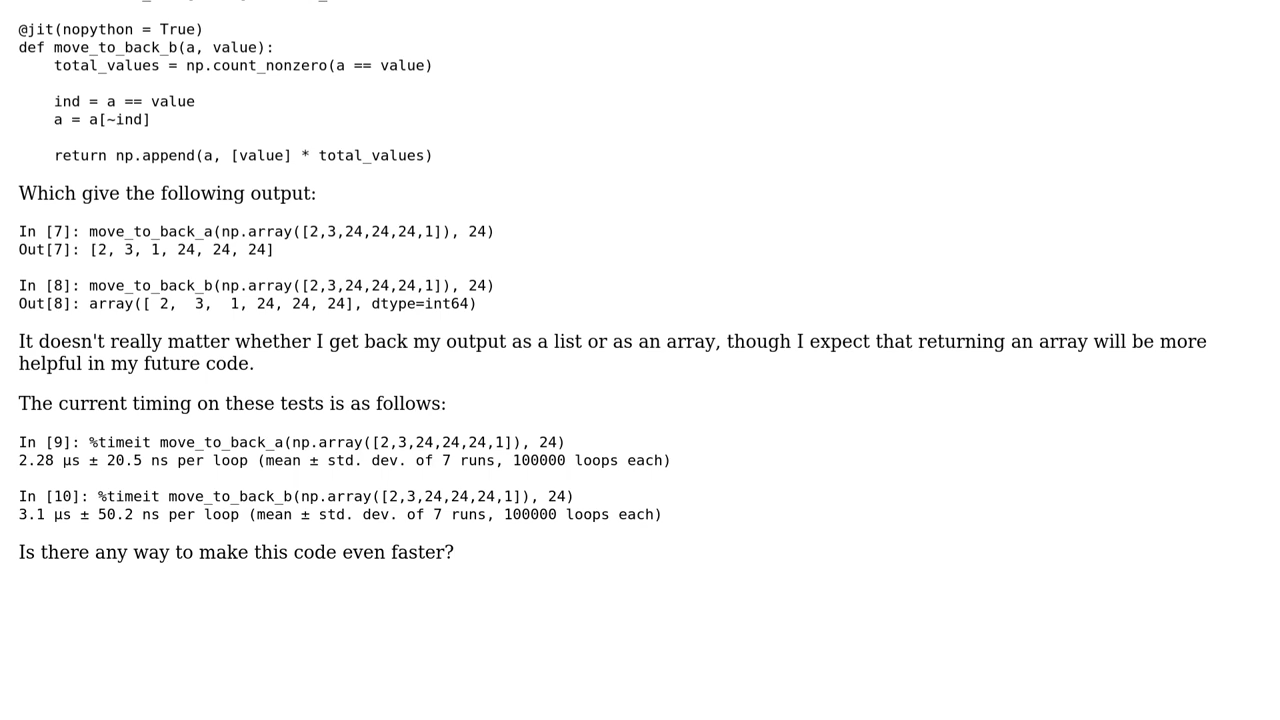 @jit(nopython = True)
def move_to_back_b(a, value):
    total_values = np.count_nonzero(a == value)

    ind = a == value
    a = a[~ind]

    return np.append(a, [value] * total_values)

Which give the following output:

In [7]: move_to_back_a(np.array([2,3,24,24,24,1]), 24)
Out[7]: [2, 3, 1, 24, 24, 24]

In [8]: move_to_back_b(np.array([2,3,24,24,24,1]), 24)
Out[8]: array([ 2,  3,  1, 24, 24, 24], dtype=int64)

It doesn't really matter whether I get back my output as a list or as an array, though I expect that returning an array will be more
helpful in my future code.

The current timing on these tests is as follows:

In [9]: %timeit move_to_back_a(np.array([2,3,24,24,24,1]), 24)
2.28 µs ± 20.5 ns per loop (mean ± std. dev. of 7 runs, 100000 loops each)

In [10]: %timeit move_to_back_b(np.array([2,3,24,24,24,1]), 24)
3.1 µs ± 50.2 ns per loop (mean ± std. dev. of 7 runs, 100000 loops each)

Is there any way to make this code even faster?